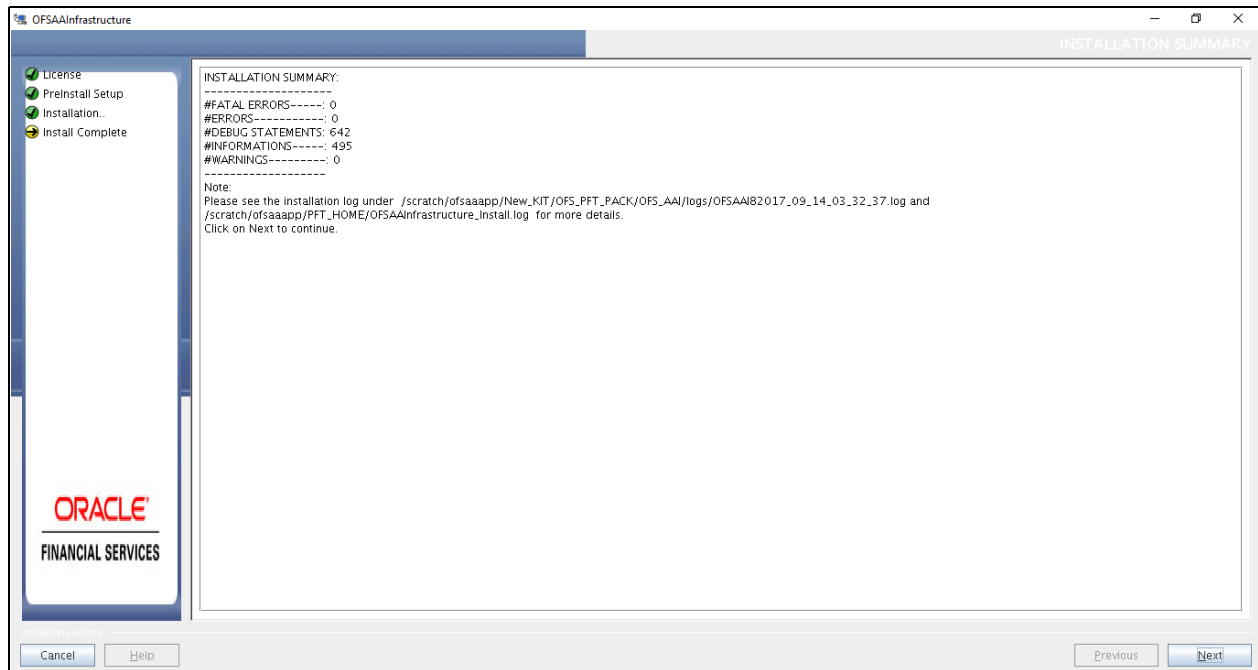 OFSAAInfrastructure
INSTALLATION SUMMARY
License
PreInstall Setup
Installation..
Install Complete
INSTALLATION SUMMARY:
--------------------
#FATAL ERRORS-----: 0
#ERRORS-----------: 0
#DEBUG STATEMENTS: 642
#INFORMATIONS-----: 495
#WARNINGS---------: 0
-------------------
Note:
Please see the installation log under /scratch/ofsaaapp/New_KIT/OFS_PFT_PACK/OFS_AAI/logs/OFSAAI82017_09_14_03_32_37.log and
/scratch/ofsaaapp/PFT_HOME/OFSAAInfrastructure_Install.log for more details.
Click on Next to continue.
ORACLE
FINANCIAL SERVICES
InstallAnywhere
Cancel
Help
Previous
Next